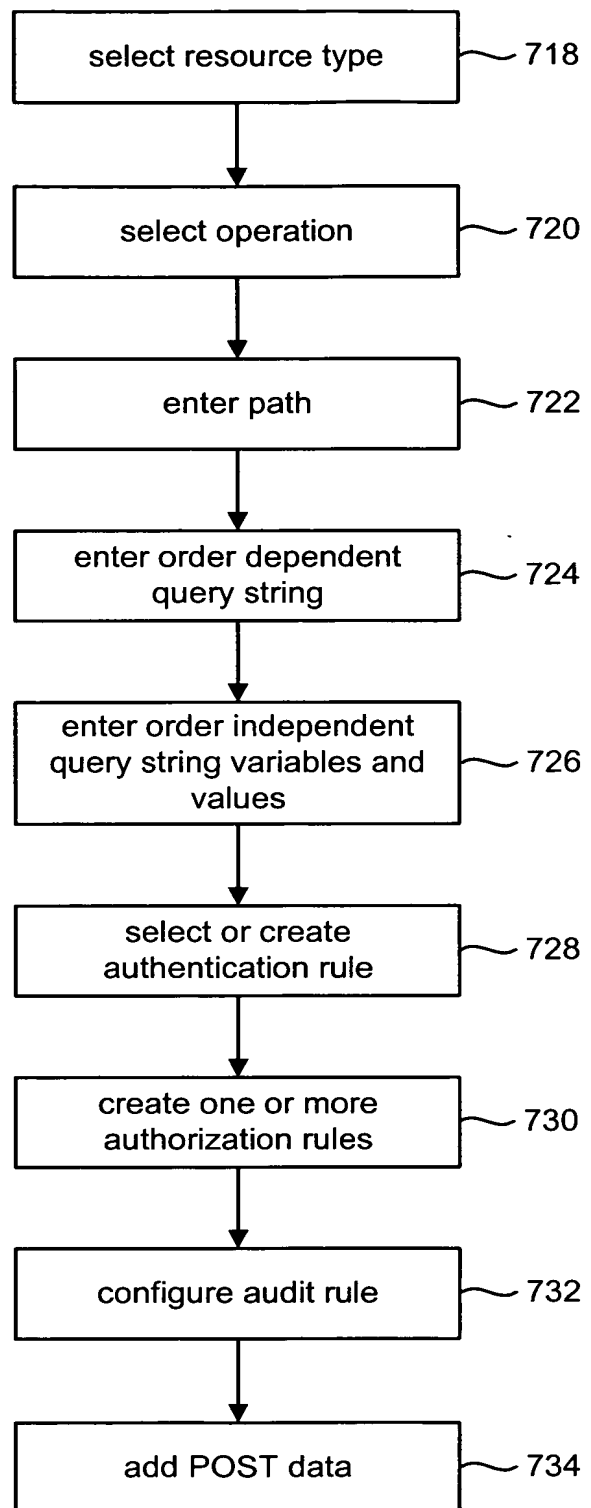 select resource type
718
select operation
720
enter path
722
enter order dependent
query string
724
enter order independent
query string variables and
values
726
select or create
authentication rule
728
create one or more
authorization rules
730
configure audit rule
732
add POST data
734